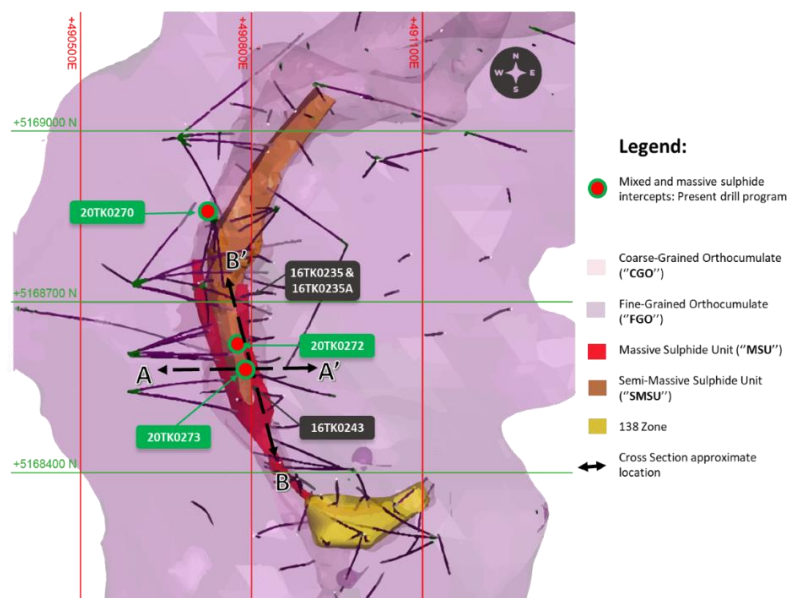 +490500E
+490800E
+491100E
N
W E
S
+5169000 N
20TK0270
B'
16TK0235 &
16TK0235A
+5168700 N
20TK0272
A
A'
20TK0273
16TK0243
+5168400 N
B
Legend:
Mixed and massive sulphide
intercepts: Present drill program
Coarse-Grained Orthocumulate
(‘‘CGO’’)
Fine-Grained Orthocumulate
(‘‘FGO’’)
Massive Sulphide Unit (‘‘MSU’’)
Semi-Massive Sulphide Unit
(‘‘SMSU’’)
138 Zone
Cross Section approximate
location